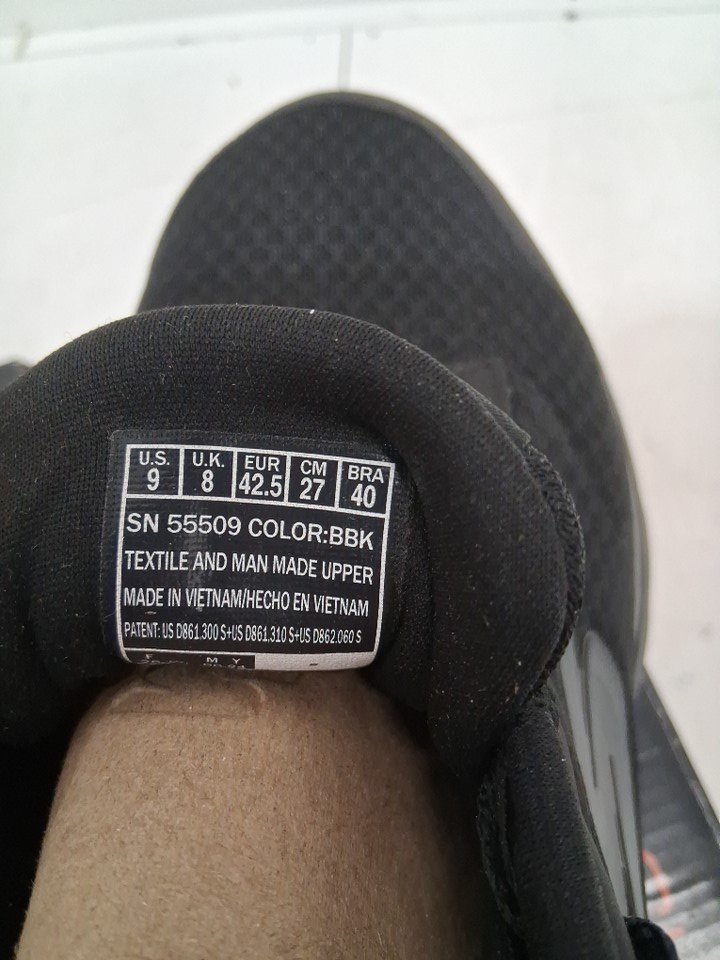 U.S. U.K. EUR CM BRA
9 8 42.5 27 40
SN 55509 COLOR:BBK
TEXTILE AND MAN MADE UPPER
MADE IN VIETNAM/HECHO EN VIETNAM
PATENT: US D861.300 S+US D861.310 S+US D862.060 S
F M Y